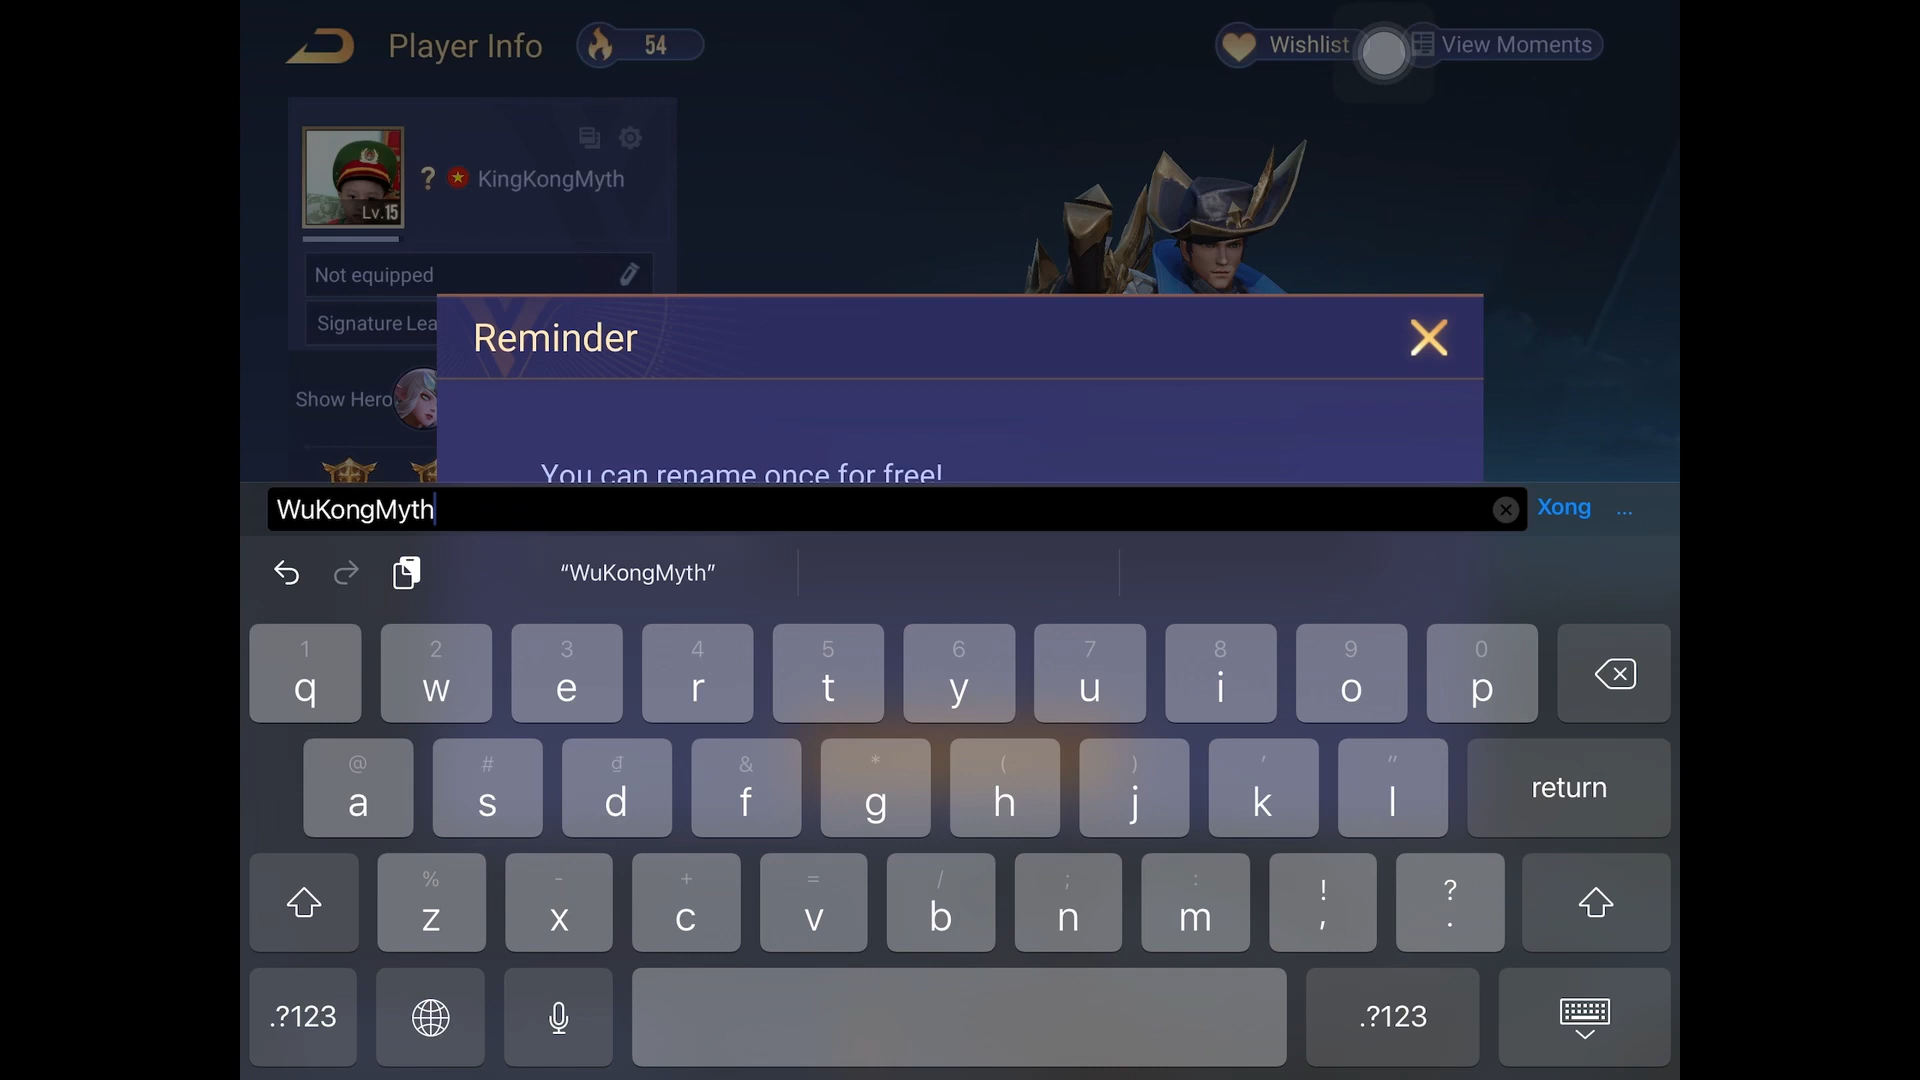 Player Info
54
Wishlist
View Moments
Lv.15
? KingKongMyth
Not equipped
Signature Lea
Show Hero
Reminder
You can rename once for free!
WuKongMyth
Xong ...
“WuKongMyth”
1 2 3 4 5 6 7 8 9 0
q w e r t y u i o p
@ # ₫ & * ( ) ' "
a s d f g h j k l return
% - + = / ; : ! ?
z x c v b n m , .
.?123 .?123